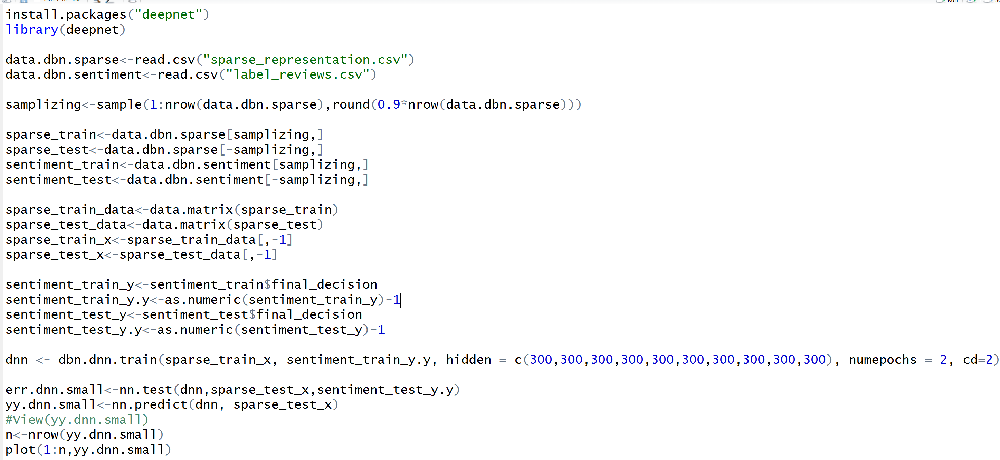 Source on Save Run
install.packages("deepnet")
library(deepnet)
data.dbn.sparse<-read.csv("sparse_representation.csv")
data.dbn.sentiment<-read.csv("label_reviews.csv")
samplizing<-sample(1:nrow(data.dbn.sparse),round(0.9*nrow(data.dbn.sparse)))
sparse_train<-data.dbn.sparse[samplizing,]
sparse_test<-data.dbn.sparse[-samplizing,]
sentiment_train<-data.dbn.sentiment[samplizing,]
sentiment_test<-data.dbn.sentiment[-samplizing,]
sparse_train_data<-data.matrix(sparse_train)
sparse_test_data<-data.matrix(sparse_test)
sparse_train_x<-sparse_train_data[,-1]
sparse_test_x<-sparse_test_data[,-1]
sentiment_train_y<-sentiment_train$final_decision
sentiment_train_y.y<-as.numeric(sentiment_train_y)-1
sentiment_test_y<-sentiment_test$final_decision
sentiment_test_y.y<-as.numeric(sentiment_test_y)-1
dnn <- dbn.dnn.train(sparse_train_x, sentiment_train_y.y, hidden = c(300,300,300,300,300,300,300,300,300,300), numepochs = 2, cd=2)
err.dnn.small<-nn.test(dnn,sparse_test_x,sentiment_test_y.y)
yy.dnn.small<-nn.predict(dnn, sparse_test_x)
#View(yy.dnn.small)
n<-nrow(yy.dnn.small)
plot(1:n,yy.dnn.small)